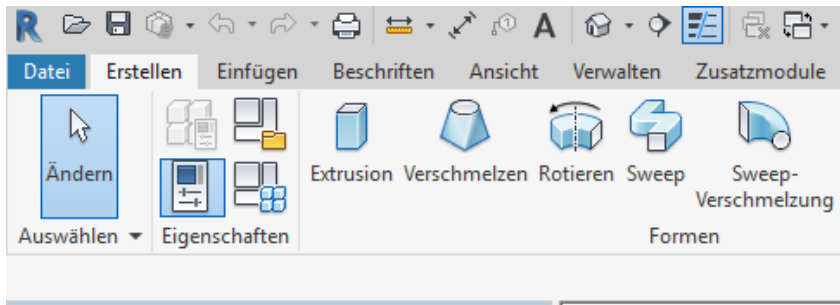 R A
Datei Erstellen Einfügen Beschriften Ansicht Verwalten Zusatzmodule
Ändern Extrusion Verschmelzen Rotieren Sweep Sweep-
Verschmelzung
Auswählen Eigenschaften Formen